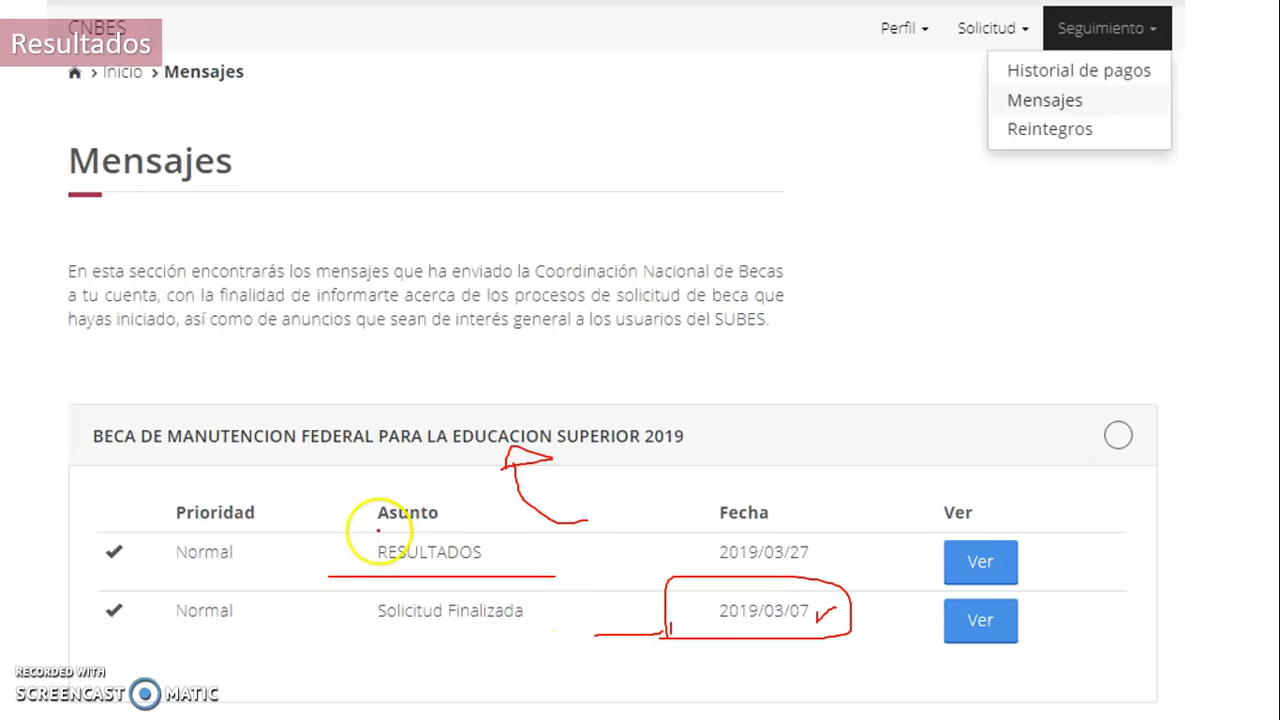 CNBES
Resultados
Perfil Solicitud Seguimiento
Historial de pagos
Mensajes
Reintegros
Inicio > Mensajes
Mensajes
En esta sección encontrarás los mensajes que ha enviado la Coordinación Nacional de Becas
a tu cuenta, con la finalidad de informarte acerca de los procesos de solicitud de beca que
hayas iniciado, así como de anuncios que sean de interés general a los usuarios del SUBES.
BECA DE MANUTENCION FEDERAL PARA LA EDUCACION SUPERIOR 2019
Prioridad Asunto Fecha Ver
Normal RESULTADOS 2019/03/27 Ver
Normal Solicitud Finalizada 2019/03/07 Ver
RECORDED WITH
SCREENCAST MATIC